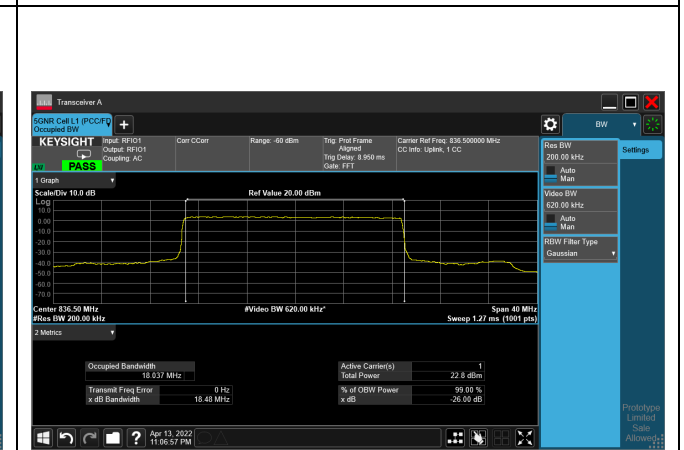 Transceiver A
5GNR Cell L1 (PCC/FD
Occupied BW
BW
KEYSIGHT
PASS
Input: RFIO1
Output: RFIO1
Coupling: AC
Corr CCorr
Range: -60 dBm
Trig: Prot Frame
Aligned
Trig Delay: 8.950 ms
Gate: FFT
Carrier Ref Freq: 836.500000 MHz
CC Info: Uplink, 1 CC
Res BW
200.00 kHz
Auto
Man
Video BW
620.00 kHz
Auto
Man
RBW Filter Type
Gaussian
Settings
1 Graph
Scale/Div 10.0 dB
Ref Value 20.00 dBm
Log
10.0
0.00
-10.0
-20.0
-30.0
-40.0
-50.0
-60.0
-70.0
Center 836.50 MHz
#Video BW 620.00 kHz*
Span 40 MHz
#Res BW 200.00 kHz
Sweep 1.27 ms (1001 pts)
2 Metrics
Occupied Bandwidth
18.037 MHz
Active Carrier(s) 1
Total Power 22.8 dBm
Transmit Freq Error 0 Hz
x dB Bandwidth 18.48 MHz
% of OBW Power 99.00 %
x dB -26.00 dB
Prototype
Limited
Sale
Allowed
Apr 13, 2022
11:06:57 PM